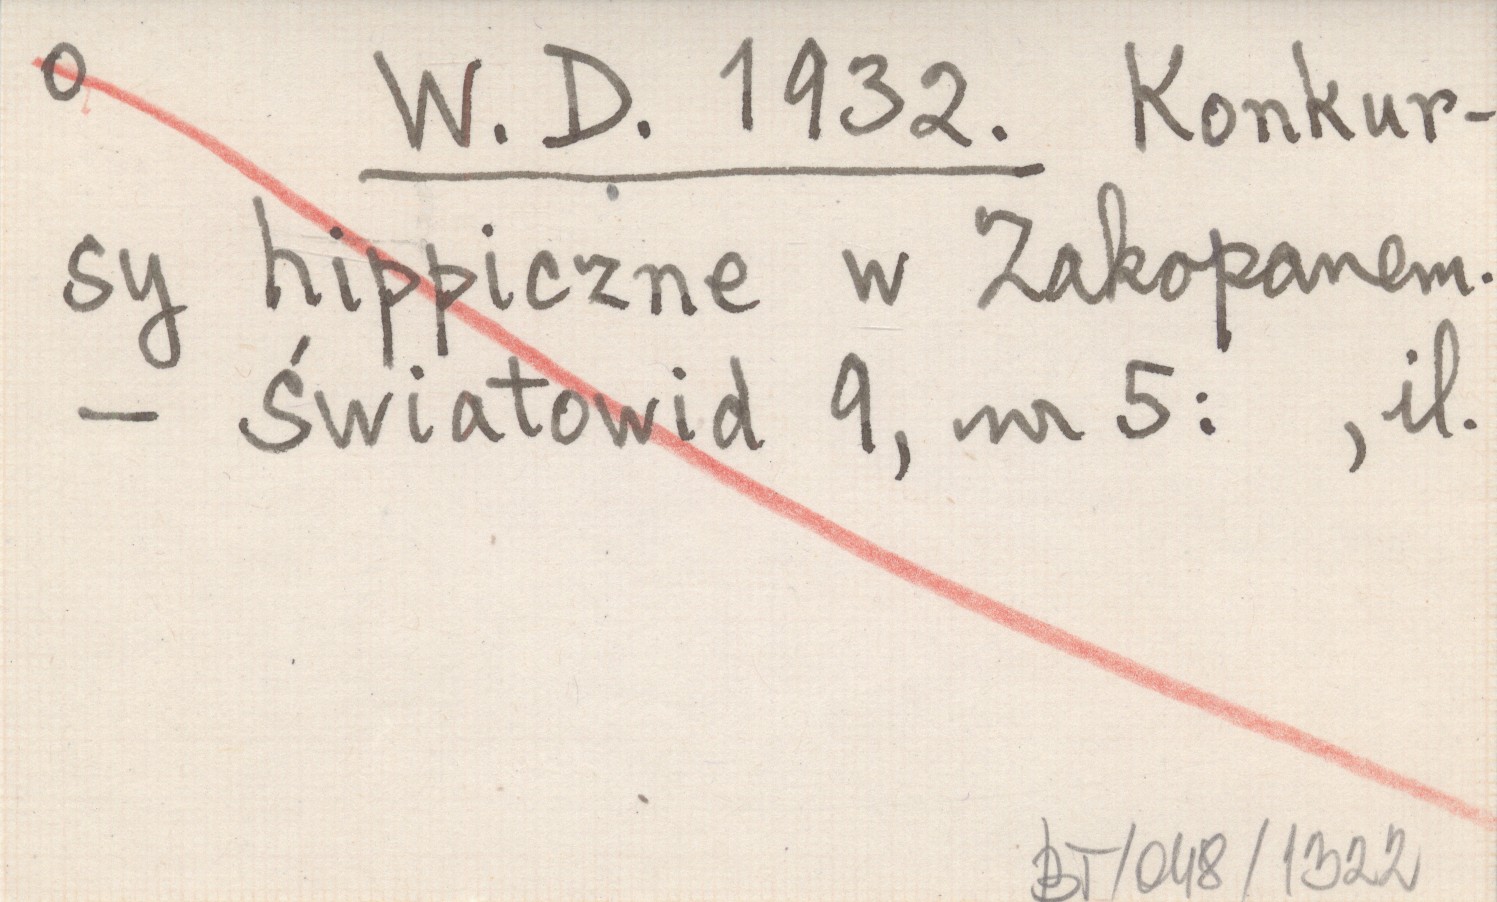 O W.D. 1932. Konkur-
sy hippiczne w Zakopanem.
— Światowid 9, nr 5: , il.
BT/048/1322